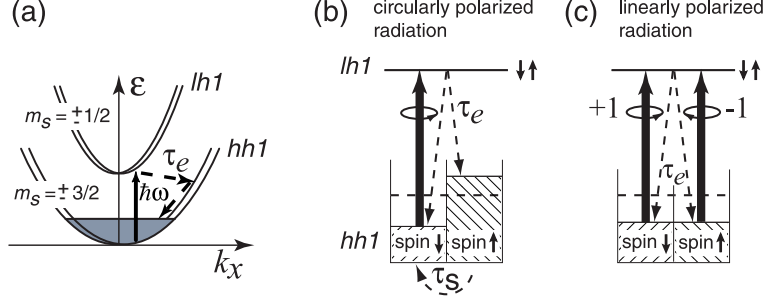 (a)
ε
lh1
m_s = ±1/2
hh1
τ_e
m_s = ± 3/2
ħω
k_x
(b)
circularly polarized
radiation
lh1
τ_e
hh1
spin
spin
τ_s
(c)
linearly polarized
radiation
+1
-1
τ_e
spin
spin